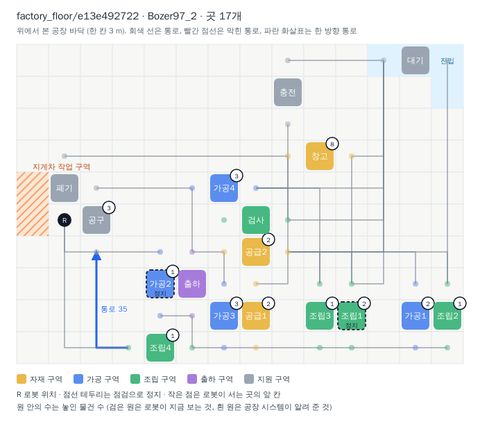 factory_floor/e13e492722 · Bozer97_2 · 곳 17개
위에서 본 공장 바닥 (한 칸 3 m). 회색 선은 통로, 빨간 점선은 막힌 통로, 파란 화살표는 한 방향 통로
대기
충전
8
창고
지게차 작업 구역
3
폐기
가공4
3
공구
R
검사
2
공급2
1
가공2
정지
출하
통로 35
3
2
1
2
2
1
가공3
공급1
조립3
조립1
정지
가공1
조립2
1
조립4
자재 구역
가공 구역
조립 구역
출하 구역
지원 구역
R 로봇 위치 · 점선 테두리는 점검으로 정지 · 작은 점은 로봇이 서는 곳의 앞 칸
원 안의 수는 놓인 물건 수 (검은 원은 로봇이 지금 보는 것, 흰 원은 공장 시스템이 알려 준 것)